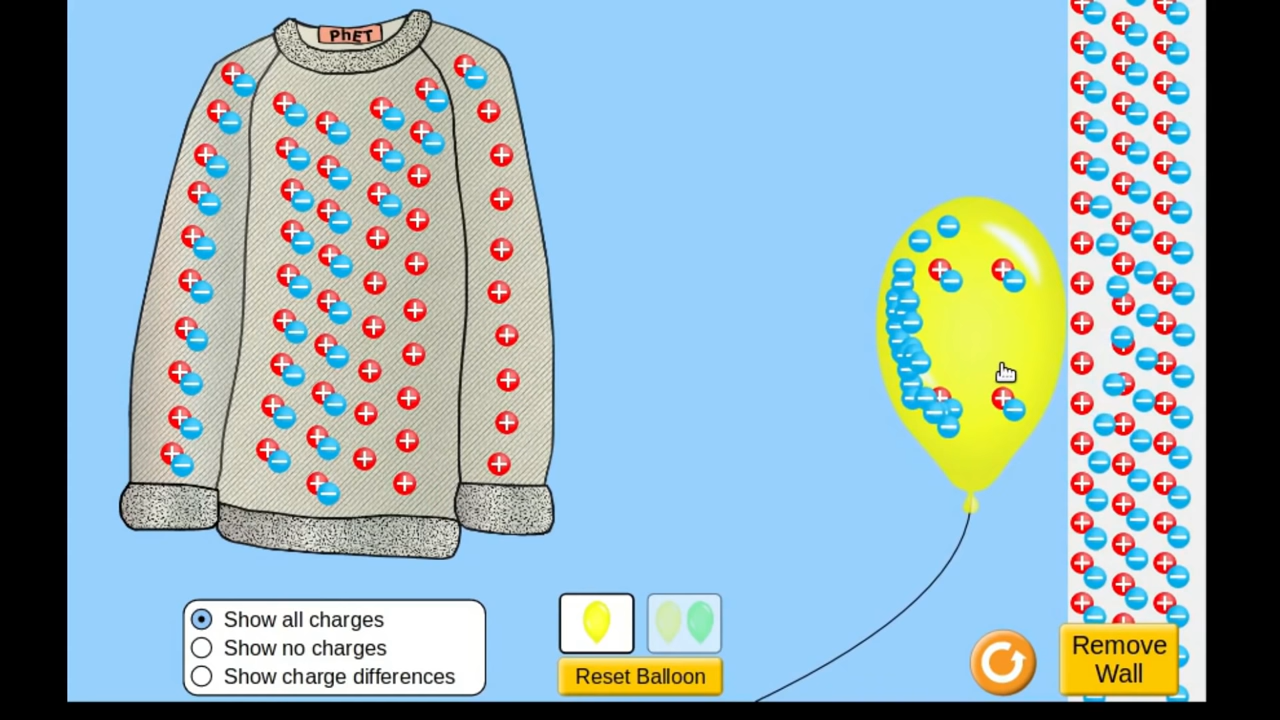 PhET
Show all charges
Show no charges
Show charge differences
Reset Balloon
Remove
Wall